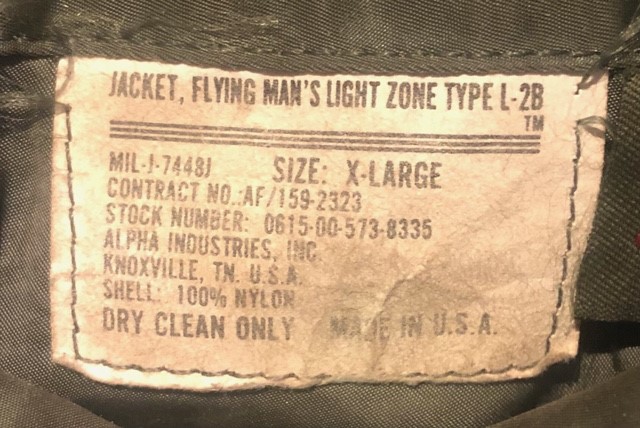 JACKET, FLYING MAN'S LIGHT ZONE TYPE L-2B
TM
MIL-J-7448J SIZE: X-LARGE
CONTRACT NO.:AF/159-2323
STOCK NUMBER: 0615-00-573-8335
ALPHA INDUSTRIES, INC.
KNOXVILLE, TN. U.S.A.
SHELL: 100% NYLON
DRY CLEAN ONLY MADE IN U.S.A.